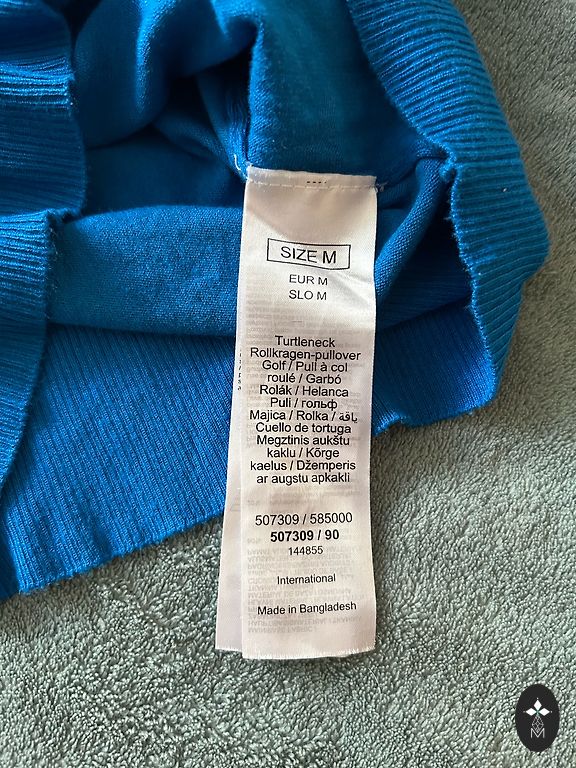 SIZE M
EUR M
SLO M
Turtleneck
Rollkragen-pullover
Golf / Pull à col
roulé / Garbó
Rolák / Helanca
Puli / гольф
Majica / Rolka / ياقة
Cuello de tortuga
Megztinis aukštu
kaklu / Kõrge
kaelus / Džemperis
ar augstu apkakli
507309 / 585000
507309 / 90
144855
International
Made in Bangladesh
M